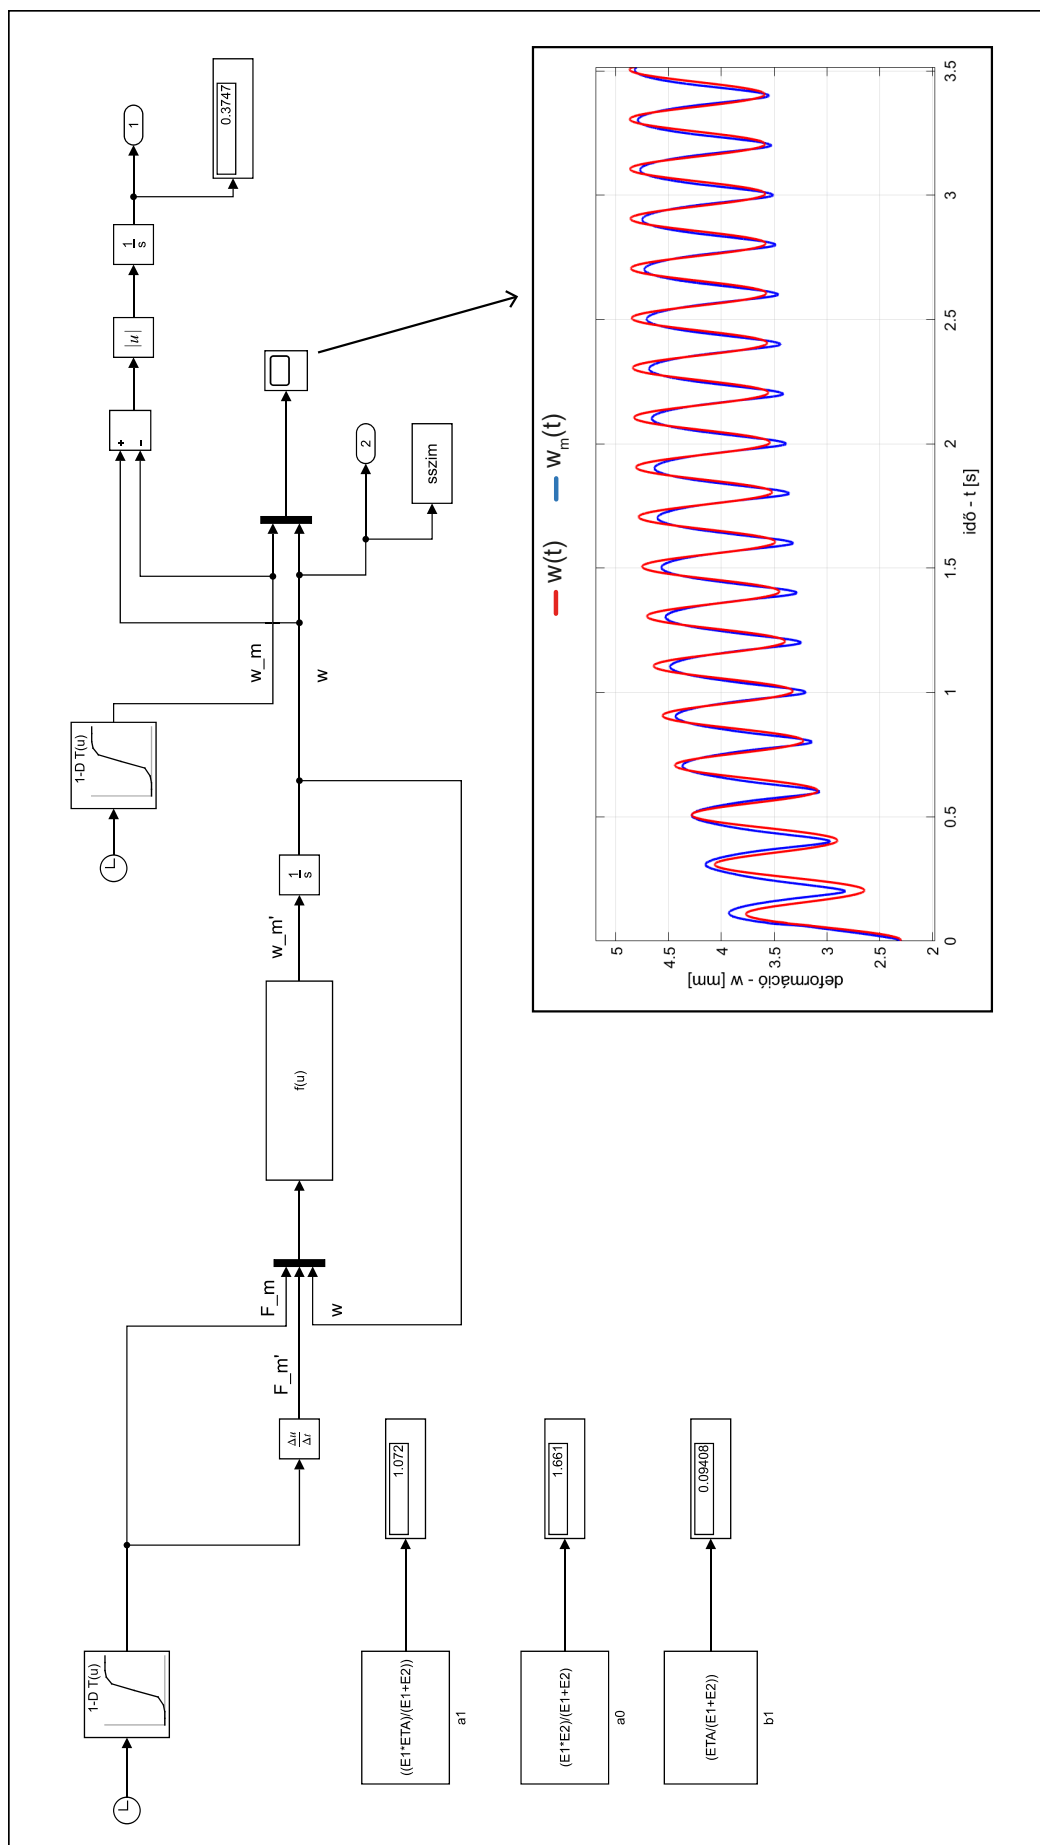 1-D T(u)
F_m
F_m'
w
Δu
Δt
f(u)
w_m'
1
s
1-D T(u)
w_m
w
+
-
|u|
1
s
1
0.3747
2
sszim
((E1*ETA)/(E1+E2))
a1
1.072
(E1*E2)/(E1+E2)
a0
1.661
(ETA/(E1+E2))
b1
0.09408
w(t) w_m(t)
deformáció - w [mm]
5
4.5
4
3.5
3
2.5
2
0 0.5 1 1.5 2 2.5 3 3.5
idő - t [s]